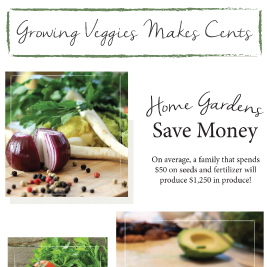 Growing Veggies Makes Cents
Home Gardens
Save Money
On average, a family that spends
$50 on seeds and fertilizer will
produce $1,250 in produce!